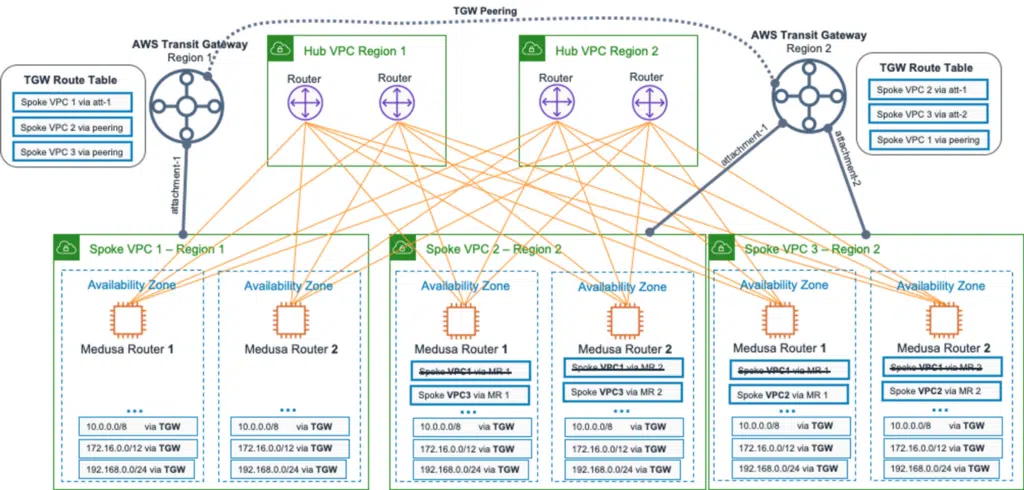 TGW Peering
AWS Transit Gateway
Region 1
TGW Route Table
Spoke VPC 1 via att-1
Spoke VPC 2 via peering
Spoke VPC 3 via peering
attachment-1
Hub VPC Region 1
Router
Router
Hub VPC Region 2
Router
Router
AWS Transit Gateway
Region 2
TGW Route Table
Spoke VPC 2 via att-1
Spoke VPC 3 via att-2
Spoke VPC 1 via peering
attachment-1
attachment-2
Spoke VPC 1 – Region 1
Availability Zone
Medusa Router 1
...
10.0.0.0/8 via TGW
172.16.0.0/12 via TGW
192.168.0.0/24 via TGW
Availability Zone
Medusa Router 2
...
10.0.0.0/8 via TGW
172.16.0.0/12 via TGW
192.168.0.0/24 via TGW
Spoke VPC 2 – Region 2
Availability Zone
Medusa Router 1
Spoke VPC1 via MR 1
Spoke VPC3 via MR 1
...
10.0.0.0/8 via TGW
172.16.0.0/12 via TGW
192.168.0.0/24 via TGW
Availability Zone
Medusa Router 2
Spoke VPC1 via MR 2
Spoke VPC3 via MR 2
...
10.0.0.0/8 via TGW
172.16.0.0/12 via TGW
192.168.0.0/24 via TGW
Spoke VPC 3 – Region 2
Availability Zone
Medusa Router 1
Spoke VPC1 via MR 1
Spoke VPC2 via MR 1
...
10.0.0.0/8 via TGW
172.16.0.0/12 via TGW
192.168.0.0/24 via TGW
Availability Zone
Medusa Router 2
Spoke VPC1 via MR 2
Spoke VPC2 via MR 2
...
10.0.0.0/8 via TGW
172.16.0.0/12 via TGW
192.168.0.0/24 via TGW